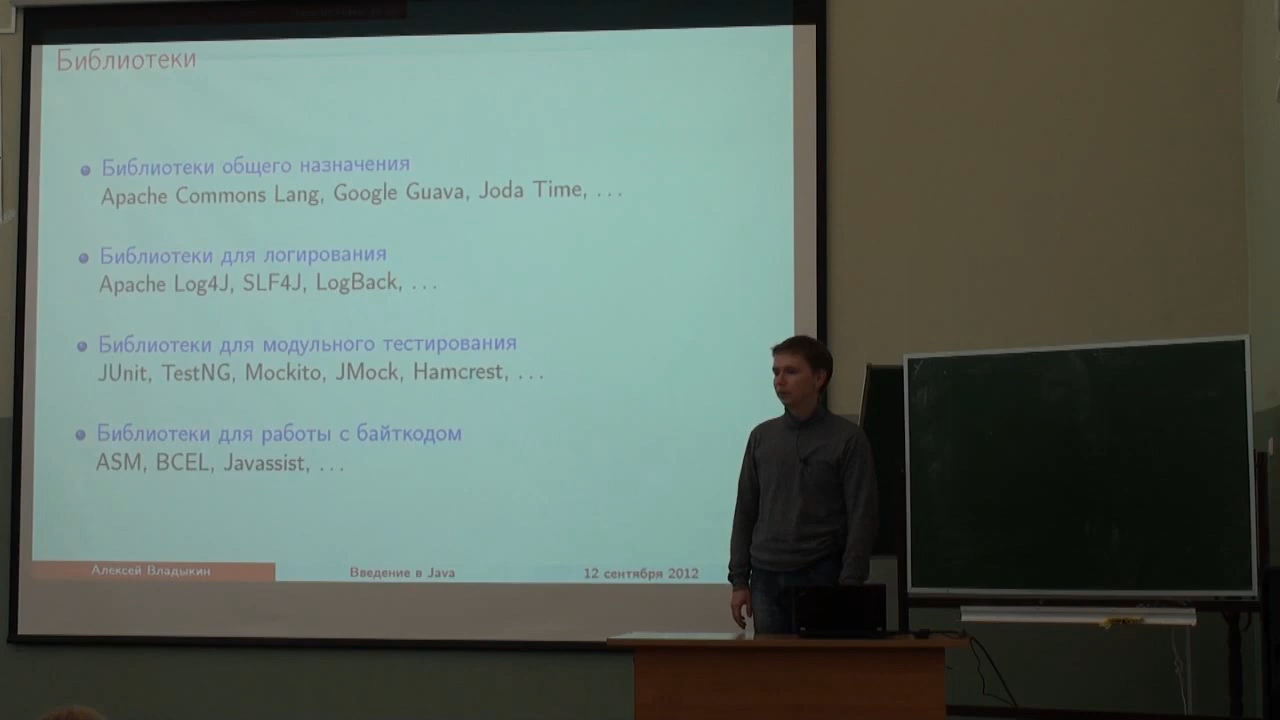 Библиотеки
Библиотеки общего назначения
Apache Commons Lang, Google Guava, Joda Time, . . .
Библиотеки для логирования
Apache Log4J, SLF4J, LogBack, . . .
Библиотеки для модульного тестирования
JUnit, TestNG, Mockito, JMock, Hamcrest, . . .
Библиотеки для работы с байткодом
ASM, BCEL, Javassist, . . .
Алексей Владыкин Введение в Java 12 сентября 2012